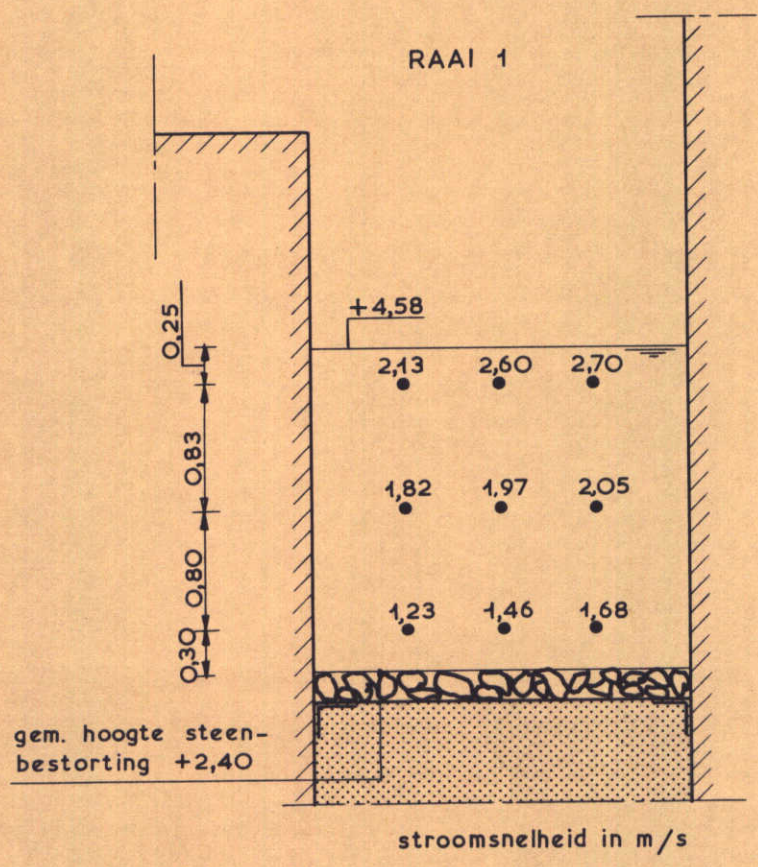 RAAI 1
+4,58
0,25
2,13 2,60 2,70
0,83
1,82 1,97 2,05
0,80
1,23 1,46 1,68
0,30
gem. hoogte steen-
bestorting +2,40
stroomsnelheid in m/s